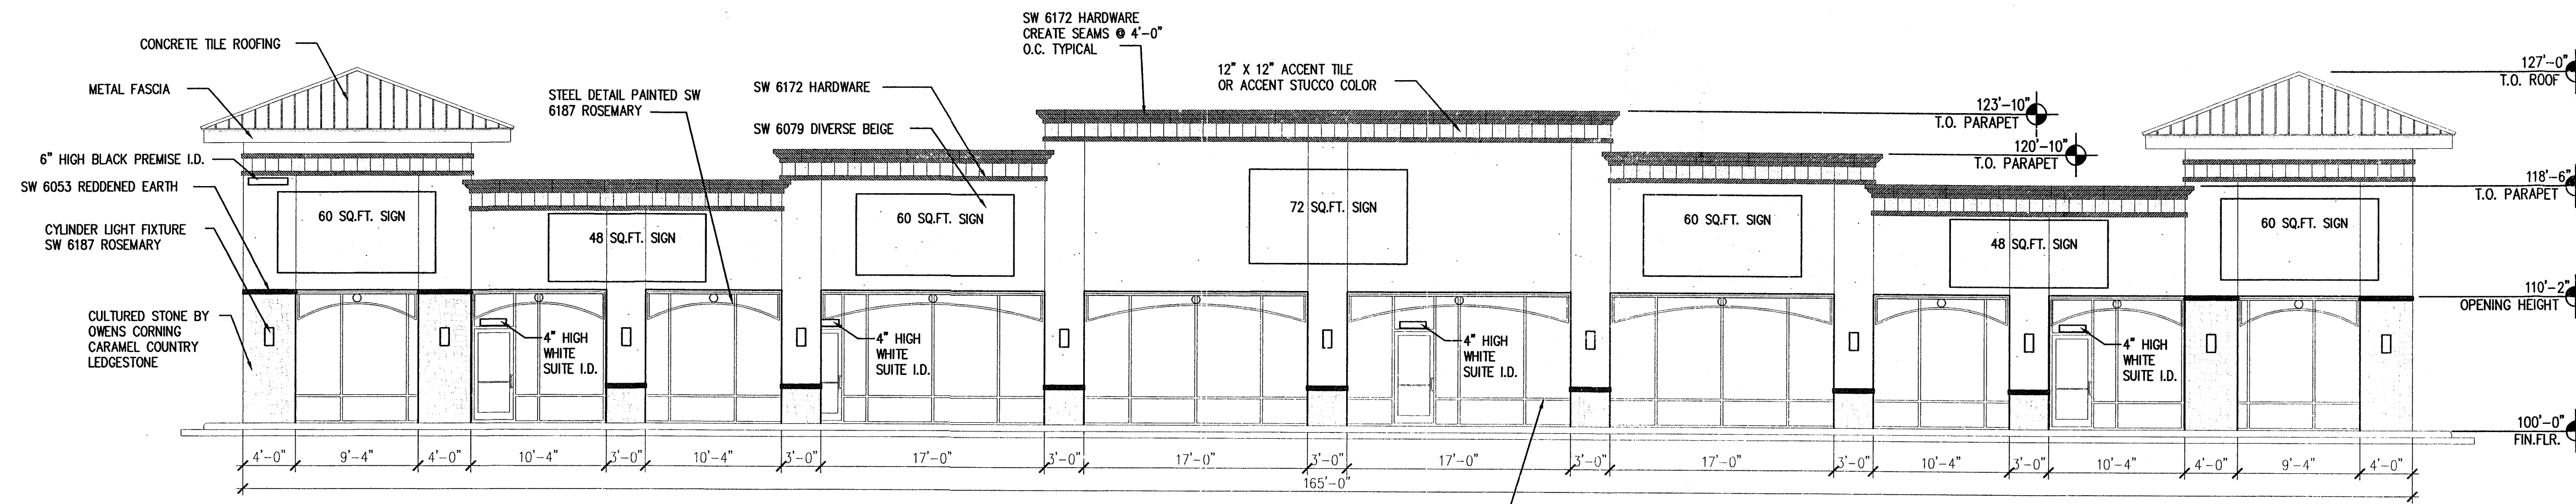 SW 6172 HARDWARE
CREATE SEAMS @ 4'-0"
O.C. TYPICAL
CONCRETE TILE ROOFING
METAL FASCIA
STEEL DETAIL PAINTED SW
6187 ROSEMARY
SW 6172 HARDWARE
SW 6079 DIVERSE BEIGE
12" X 12" ACCENT TILE
OR ACCENT STUCCO COLOR
127'-0"
T.O. ROOF
123'-10"
T.O. PARAPET
120'-10"
T.O. PARAPET
118'-6"
T.O. PARAPET
6" HIGH BLACK PREMISE I.D.
SW 6053 REDDENED EARTH
CYLINDER LIGHT FIXTURE
SW 6187 ROSEMARY
CULTURED STONE BY
OWENS CORNING
CARAMEL COUNTRY
LEDGESTONE
60 SQ.FT. SIGN
48 SQ.FT. SIGN
60 SQ.FT. SIGN
72 SQ.FT. SIGN
60 SQ.FT. SIGN
48 SQ.FT. SIGN
60 SQ.FT. SIGN
110'-2"
OPENING HEIGHT
4" HIGH
WHITE
SUITE I.D.
4" HIGH
WHITE
SUITE I.D.
4" HIGH
WHITE
SUITE I.D.
4" HIGH
WHITE
SUITE I.D.
100'-0"
FIN.FLR.
4'-0" 9'-4" 4'-0" 10'-4" 3'-0" 10'-4" 3'-0" 17'-0" 3'-0" 17'-0" 3'-0" 17'-0" 3'-0" 17'-0" 3'-0" 10'-4" 3'-0" 10'-4" 4'-0" 9'-4" 4'-0"
165'-0"